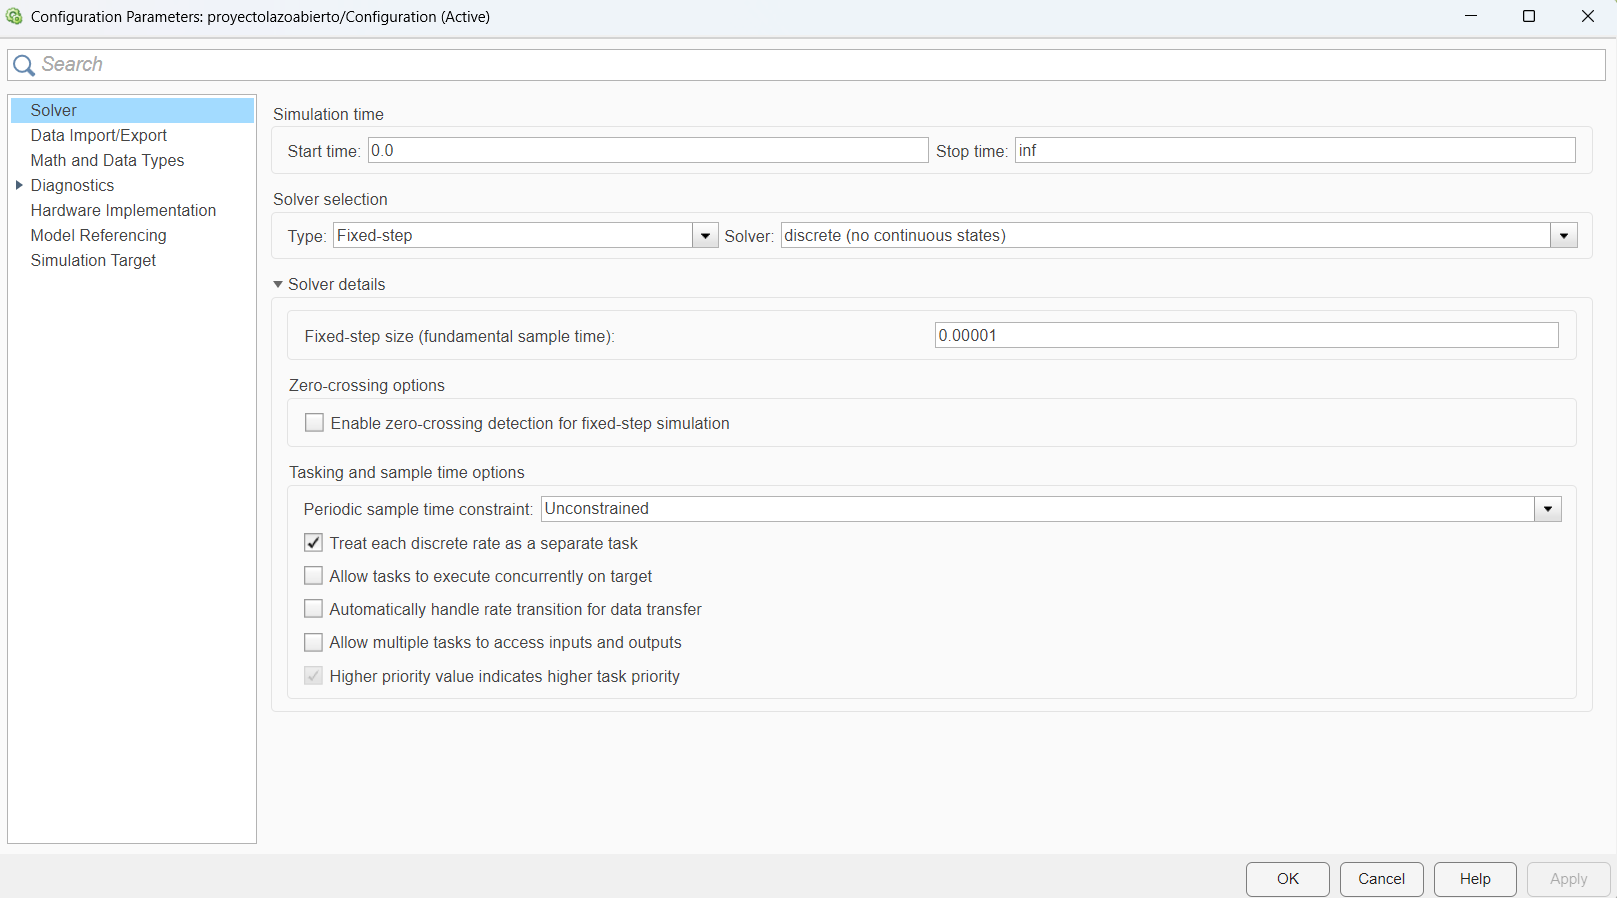 Configuration Parameters: proyectolazoabierto/Configuration (Active)
Search
Solver
Data Import/Export
Math and Data Types
Diagnostics
Hardware Implementation
Model Referencing
Simulation Target
Simulation time
Start time: 0.0 Stop time: inf
Solver selection
Type: Fixed-step Solver: discrete (no continuous states)
Solver details
Fixed-step size (fundamental sample time): 0.00001
Zero-crossing options
Enable zero-crossing detection for fixed-step simulation
Tasking and sample time options
Periodic sample time constraint: Unconstrained
Treat each discrete rate as a separate task
Allow tasks to execute concurrently on target
Automatically handle rate transition for data transfer
Allow multiple tasks to access inputs and outputs
Higher priority value indicates higher task priority
OK Cancel Help Apply